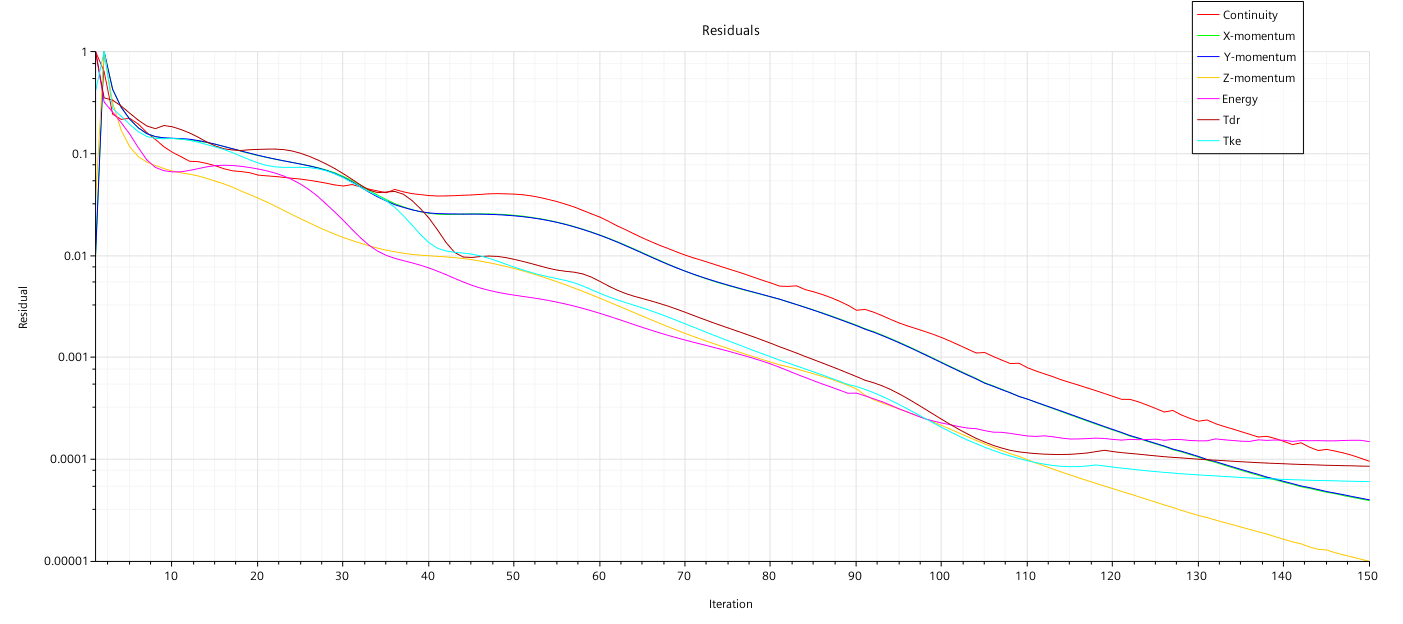 Residuals
Continuity
X-momentum
Y-momentum
Z-momentum
Energy
Tdr
Tke
Residual
1
0.1
0.01
0.001
0.0001
0.00001
10 20 30 40 50 60 70 80 90 100 110 120 130 140 150
Iteration